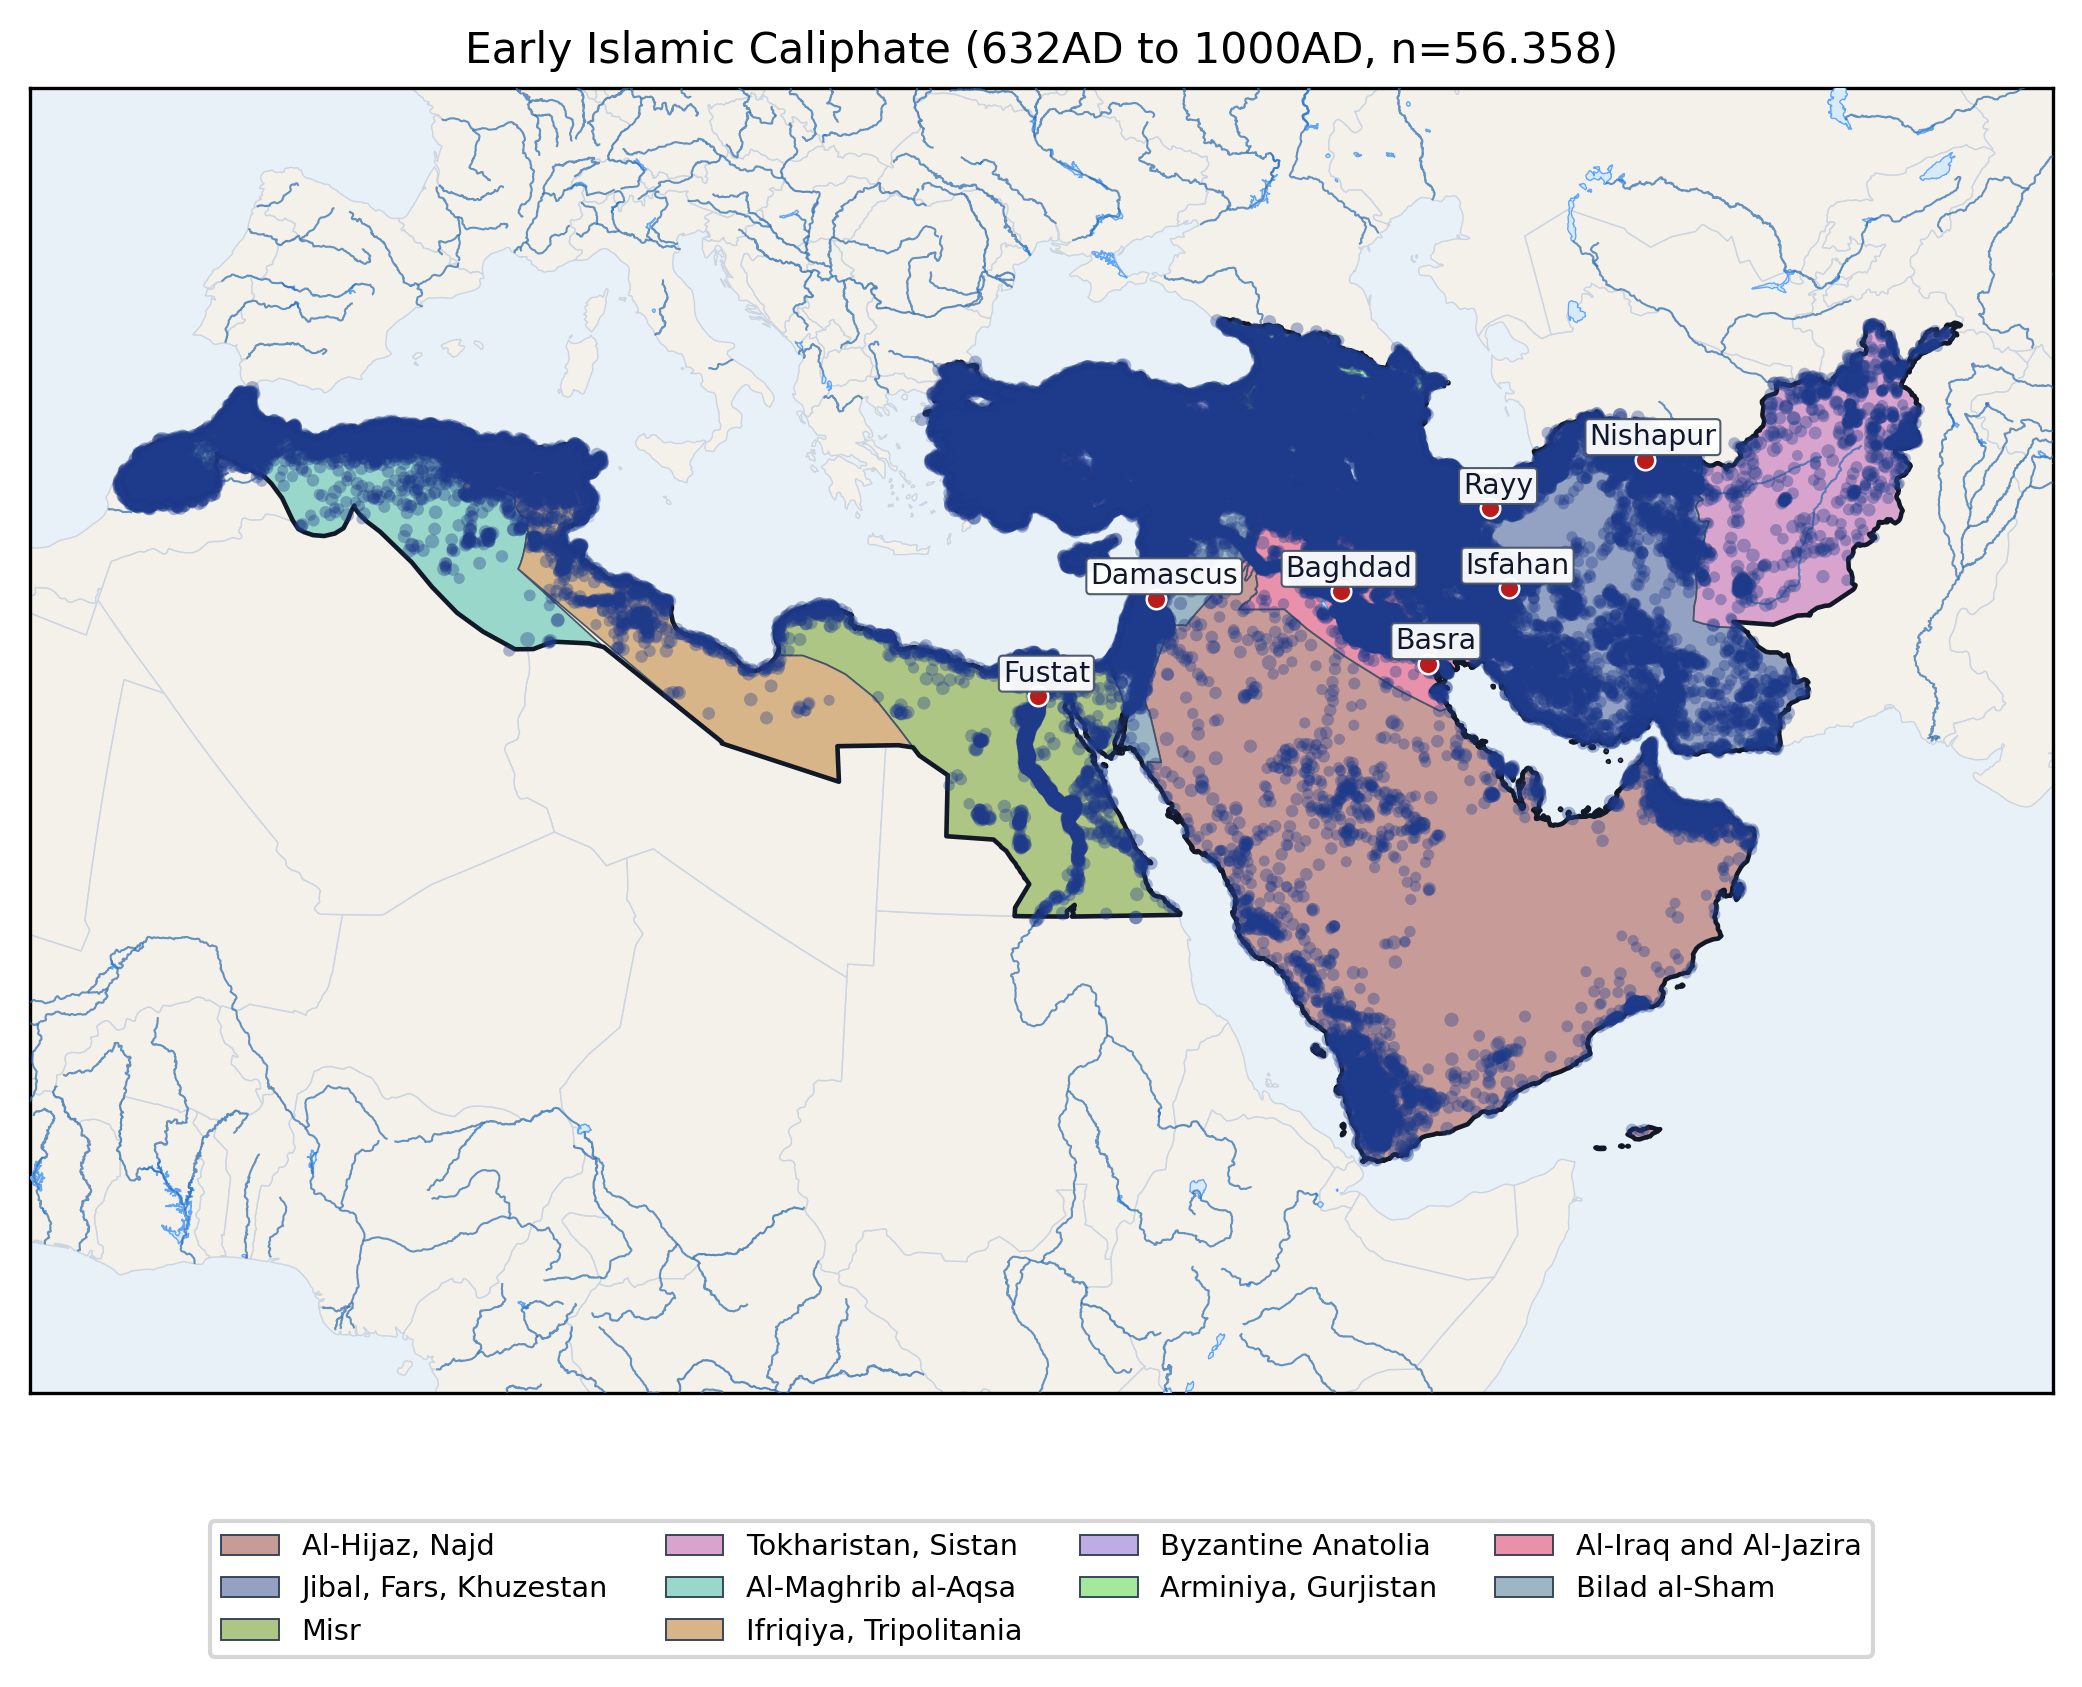 Early Islamic Caliphate (632AD to 1000AD, n=56.358)
Nishapur
Rayy
Damascus
Baghdad
Isfahan
Basra
Fustat
Al-Hijaz, Najd
Jibal, Fars, Khuzestan
Misr
Tokharistan, Sistan
Al-Maghrib al-Aqsa
Ifriqiya, Tripolitania
Byzantine Anatolia
Arminiya, Gurjistan
Al-Iraq and Al-Jazira
Bilad al-Sham